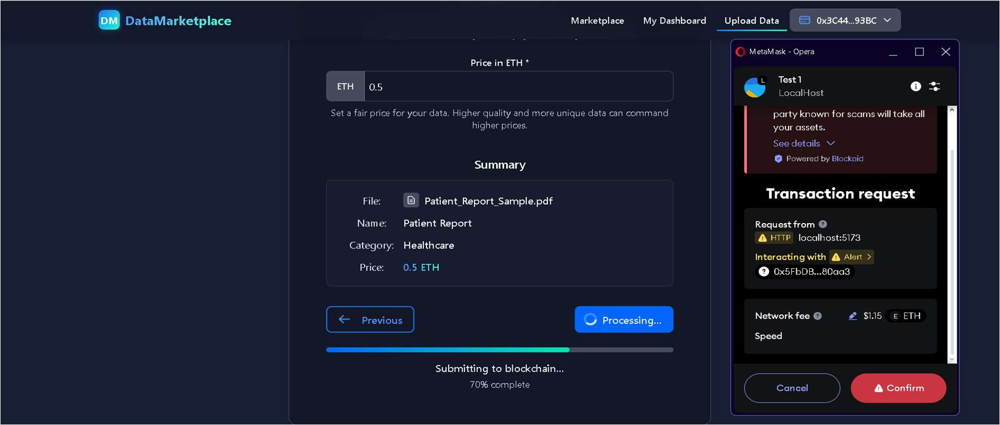 DM DataMarketplace
Marketplace
My Dashboard
Upload Data
0x3C44...93BC
Price in ETH *
ETH
0.5
Set a fair price for your data. Higher quality and more unique data can command
higher prices.
Summary
File: Patient_Report_Sample.pdf
Name: Patient Report
Category: Healthcare
Price: 0.5 ETH
Previous
Processing...
Submitting to blockchain...
70% complete
MetaMask - Opera
L
Test 1
LocalHost
party known for scams will take all
your assets.
See details
Powered by Blockaid
Transaction request
Request from
HTTP localhost:5173
Interacting with Alert
0x5FbDB...80aa3
Network fee $1.15 E ETH
Speed
Cancel
Confirm